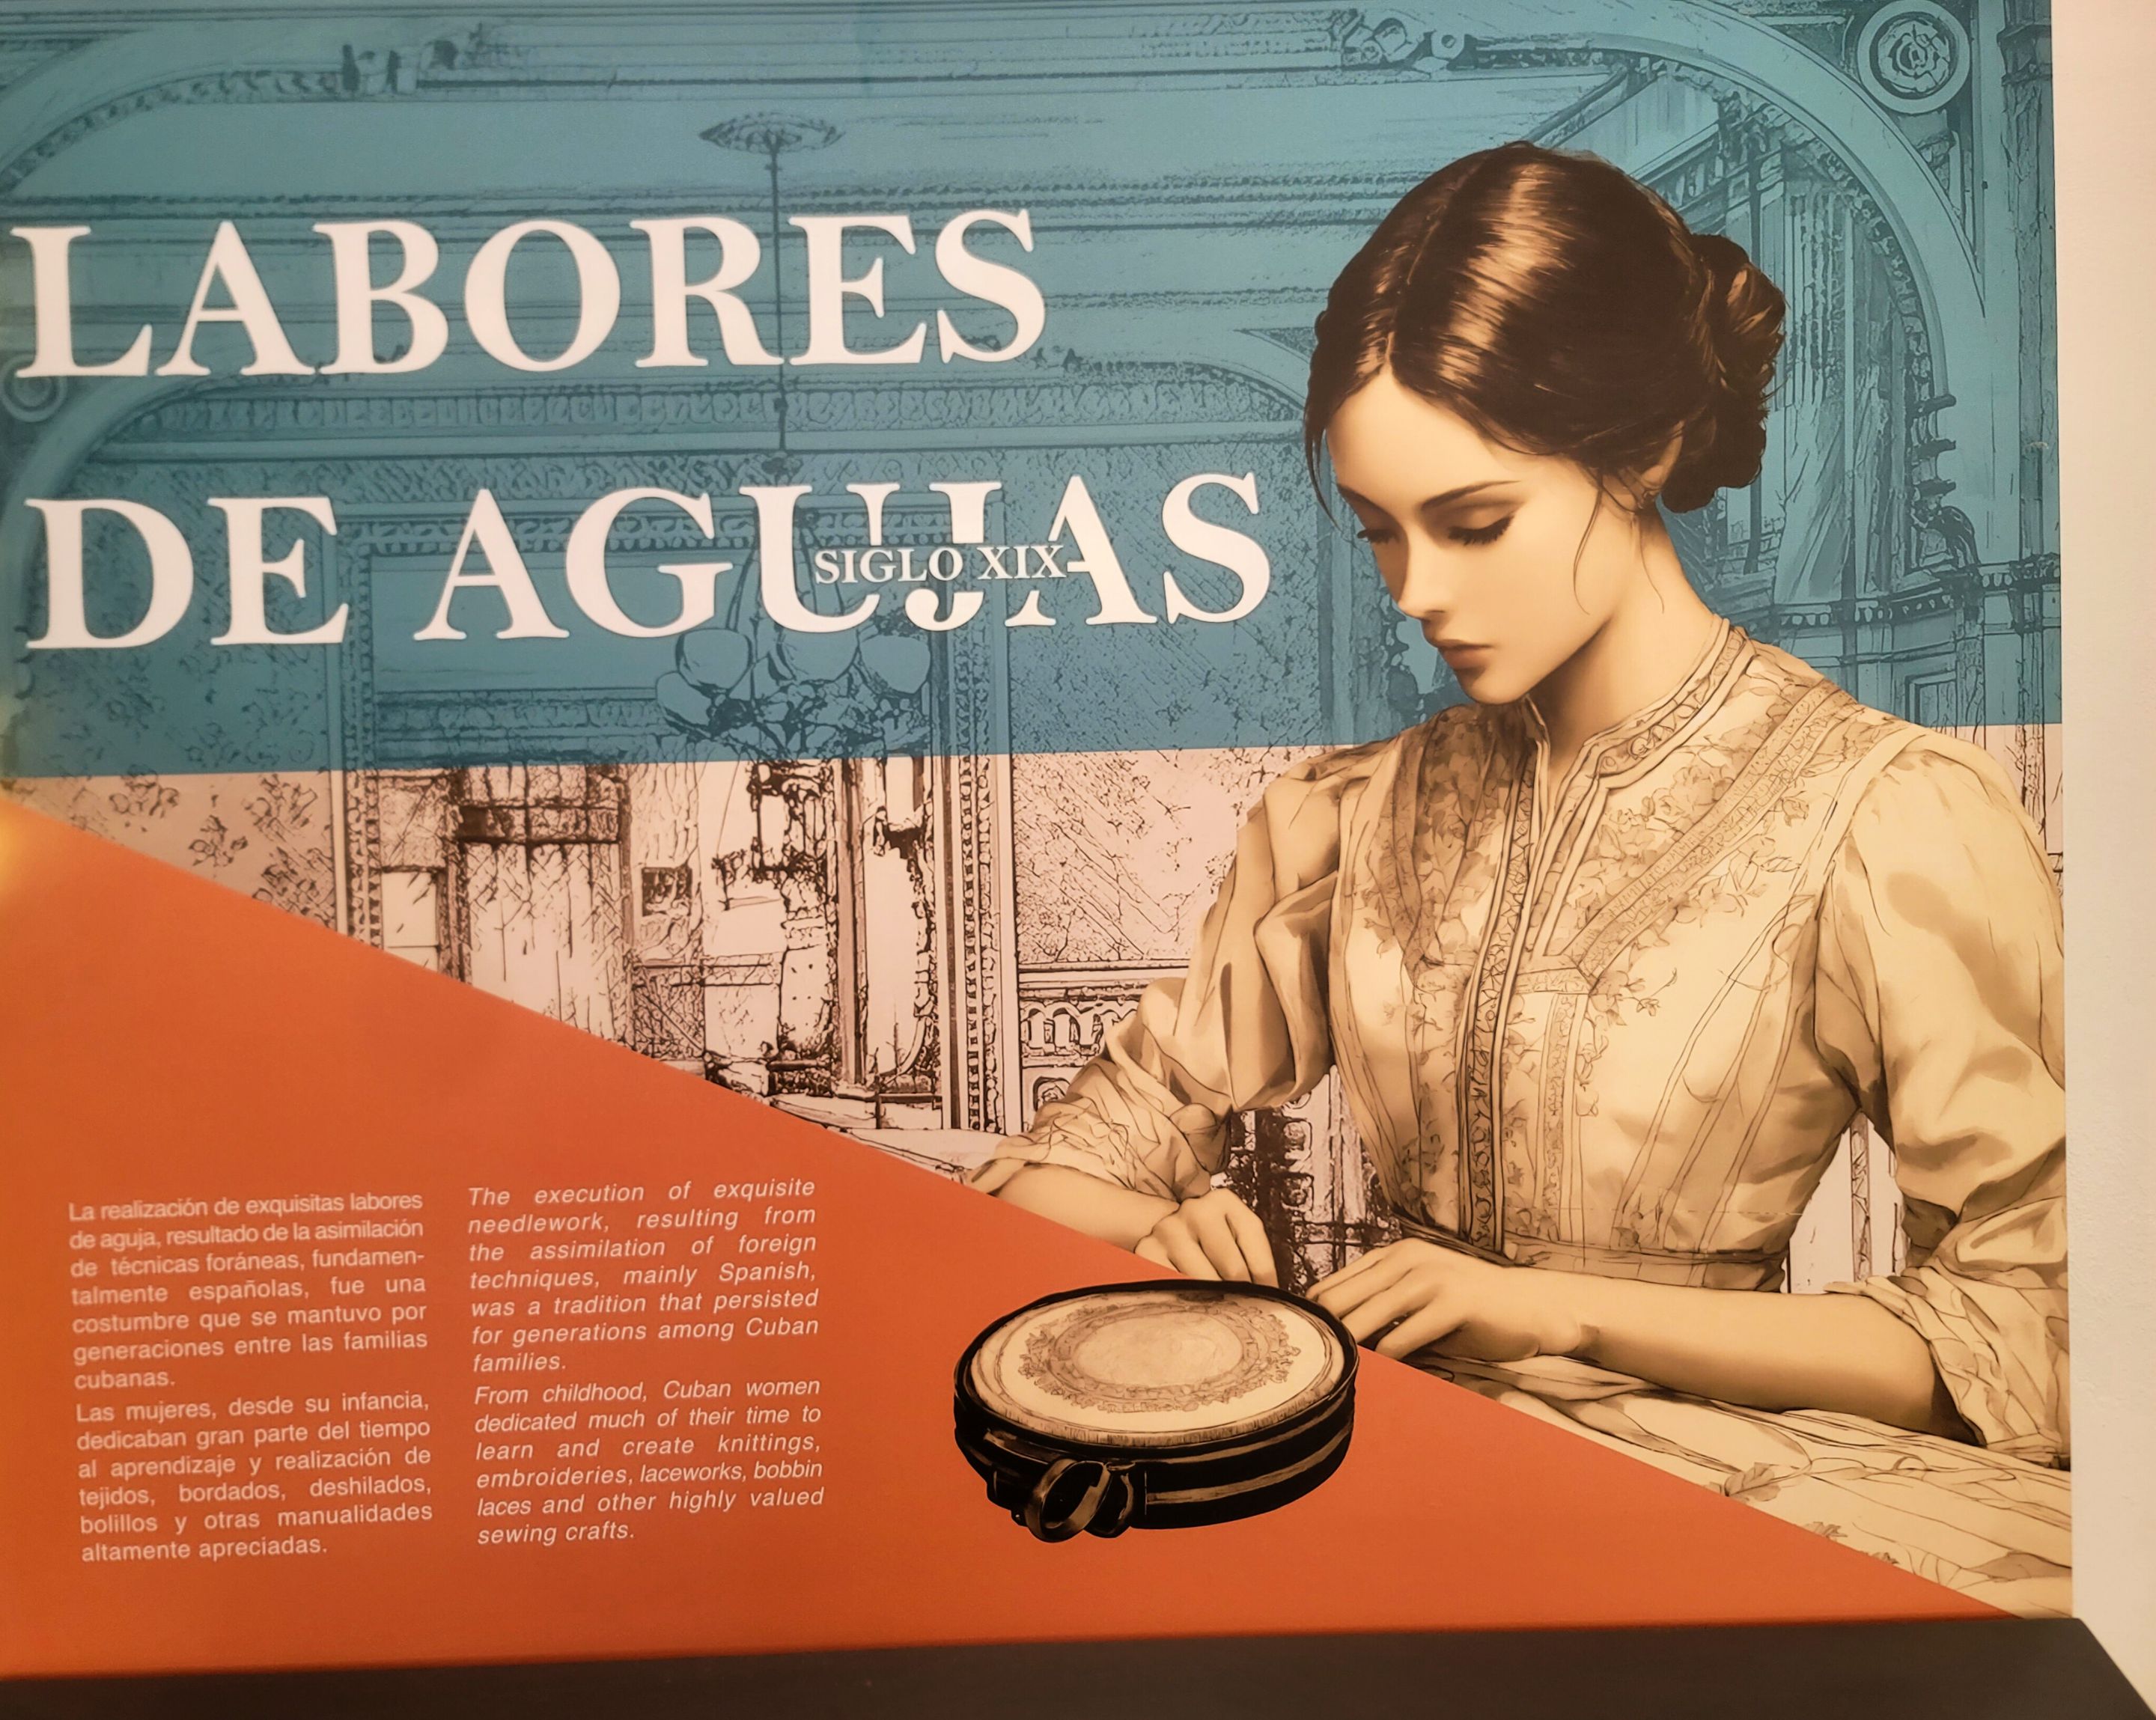 LABORES
DE AGUJAS
SIGLO XIX
La realización de exquisitas labores
de aguja, resultado de la asimilación
de técnicas foráneas, fundamen-
talmente españolas, fue una
costumbre que se mantuvo por
generaciones entre las familias
cubanas.
Las mujeres, desde su infancia,
dedicaban gran parte del tiempo
al aprendizaje y realización de
tejidos, bordados, deshilados,
bolillos y otras manualidades
altamente apreciadas.
The execution of exquisite
needlework, resulting from
the assimilation of foreign
techniques, mainly Spanish,
was a tradition that persisted
for generations among Cuban
families.
From childhood, Cuban women
dedicated much of their time to
learn and create knittings,
embroideries, laceworks, bobbin
laces and other highly valued
sewing crafts.